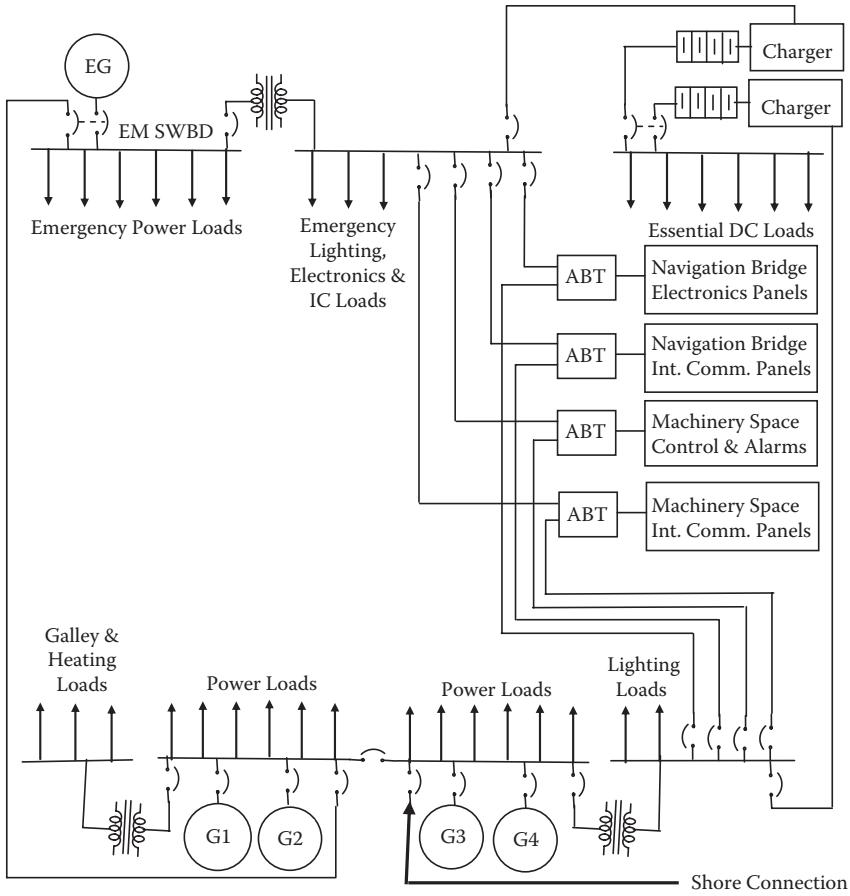 EG
Charger
Charger
EM SWBD
Emergency Power Loads
Emergency
Lighting,
Electronics &
IC Loads
Essential DC Loads
ABT
Navigation Bridge
Electronics Panels
ABT
Navigation Bridge
Int. Comm. Panels
ABT
Machinery Space
Control & Alarms
ABT
Machinery Space
Int. Comm. Panels
Galley &
Heating
Loads
Power Loads
Power Loads
Lighting
Loads
G1
G2
G3
G4
Shore Connection